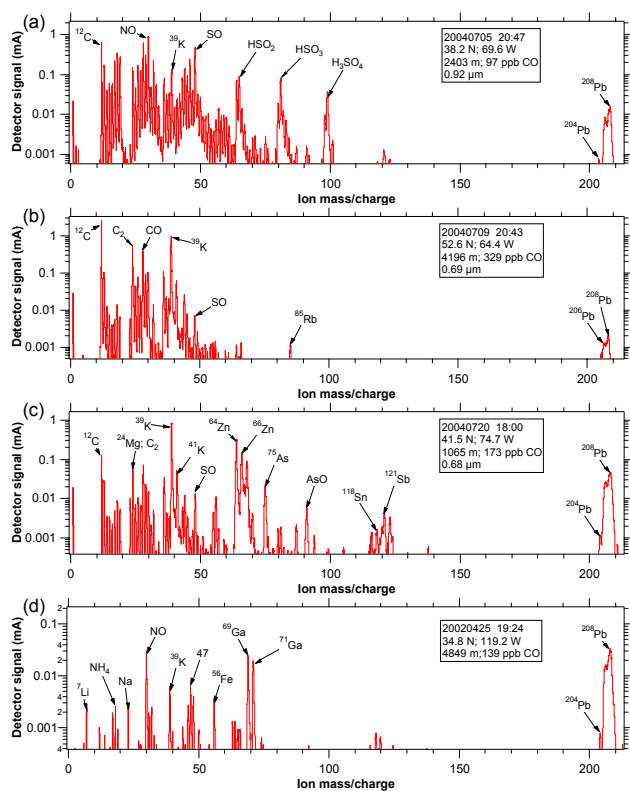 (a)
Detector signal (mA)
1
0.1
0.01
0.001
¹²C
NO
³⁹K
SO
HSO₂
HSO₃
H₃SO₄
20040705 20:47
38.2 N; 69.6 W
2403 m; 97 ppb CO
0.92 µm
²⁰⁸Pb
²⁰⁴Pb
0 50 100 150 200
Ion mass/charge
(b)
Detector signal (mA)
1
0.1
0.01
0.001
¹²C
C₂
CO
³⁹K
SO
⁸⁵Rb
20040709 20:43
52.6 N; 64.4 W
4196 m; 329 ppb CO
0.69 µm
²⁰⁸Pb
²⁰⁶Pb
0 50 100 150 200
Ion mass/charge
(c)
Detector signal (mA)
1
0.1
0.01
0.001
¹²C
²⁴Mg; C₂
³⁹K
⁴¹K
SO
⁶⁴Zn
⁶⁶Zn
⁷⁵As
AsO
¹¹⁸Sn
¹²¹Sb
20040720 18:00
41.5 N; 74.7 W
1065 m; 173 ppb CO
0.68 µm
²⁰⁸Pb
²⁰⁴Pb
0 50 100 150 200
Ion mass/charge
(d)
Detector signal (mA)
2
4
2
0.01
4
2
0.001
4
⁷Li
NH₄
Na
NO
³⁹K
47
⁵⁶Fe
⁶⁹Ga
⁷¹Ga
20020425 19:24
34.8 N; 119.2 W
4849 m;139 ppb CO
²⁰⁸Pb
²⁰⁴Pb
0 50 100 150 200
Ion mass/charge